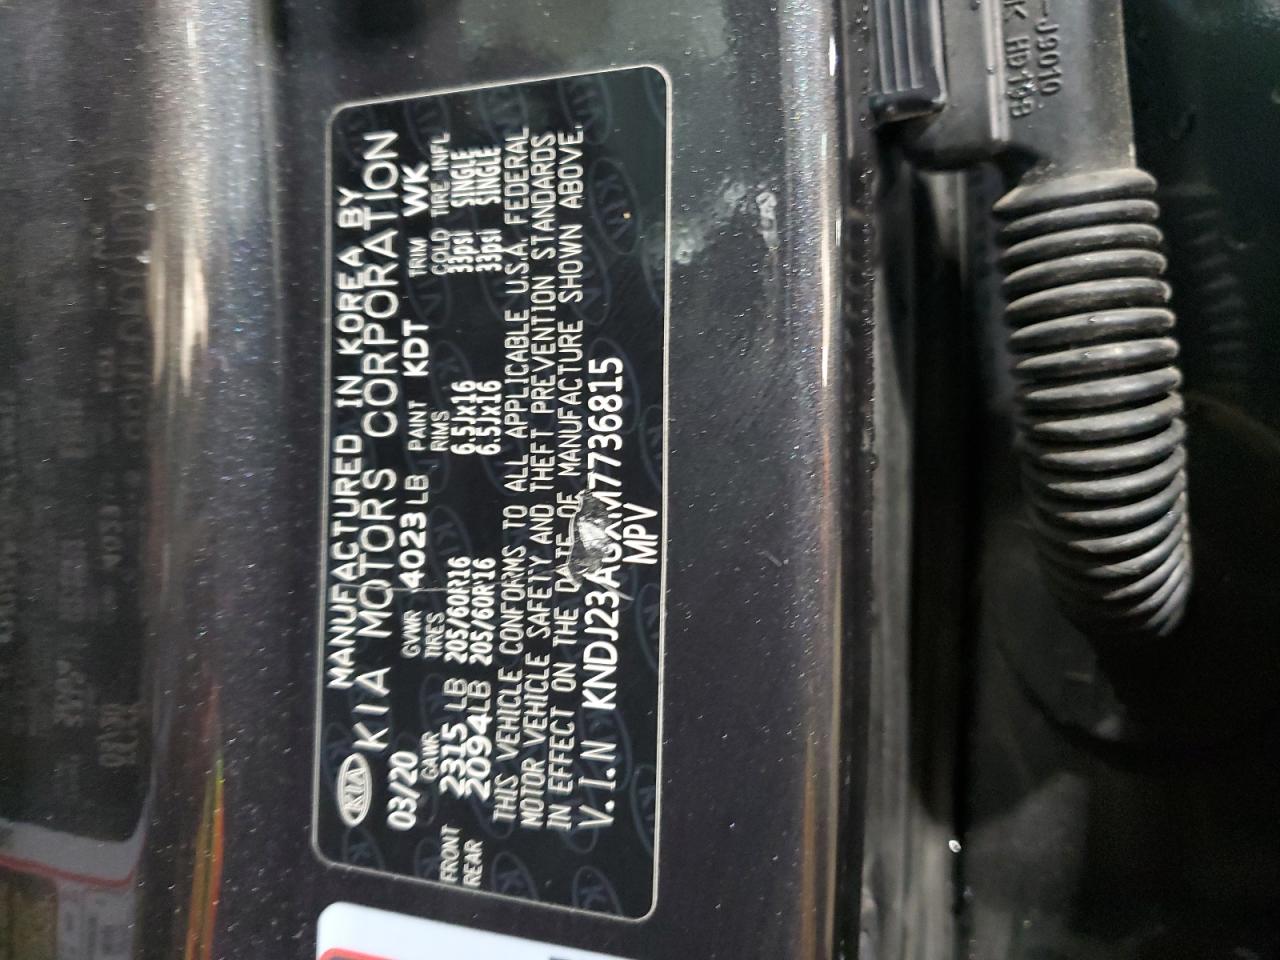 KIA MANUFACTURED IN KOREA BY
KIA MOTORS CORPORATION
03/20 GVWR 4023 LB PAINT KDT TRIM WK
GAWR TIRES RIMS COLD TIRE INFL
FRONT 2315 LB 205/60R16 6.5Jx16 33psi SINGLE
REAR 2094LB 205/60R16 6.5Jx16 33psi SINGLE
THIS VEHICLE CONFORMS TO ALL APPLICABLE U.S.A. FEDERAL
MOTOR VEHICLE SAFETY AND THEFT PREVENTION STANDARDS
IN EFFECT ON THE DATE OF MANUFACTURE SHOWN ABOVE.
V.I.N
MPV
-J9010
HD198